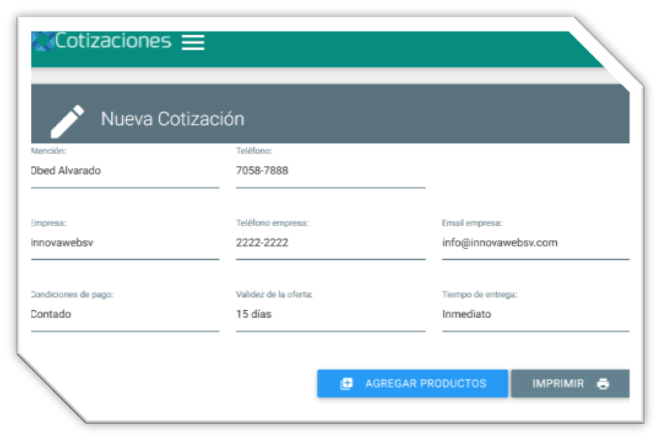 Cotizaciones
Nueva Cotización
Atención: Teléfono:
Obed Alvarado 7058-7888
Empresa: Teléfono empresa: Email empresa:
Innovawebsv 2222-2222 info@innovawebsv.com
Condiciones de pago: Validez de la oferta: Tiempo de entrega:
Contado 15 días Inmediato
AGREGAR PRODUCTOS IMPRIMIR